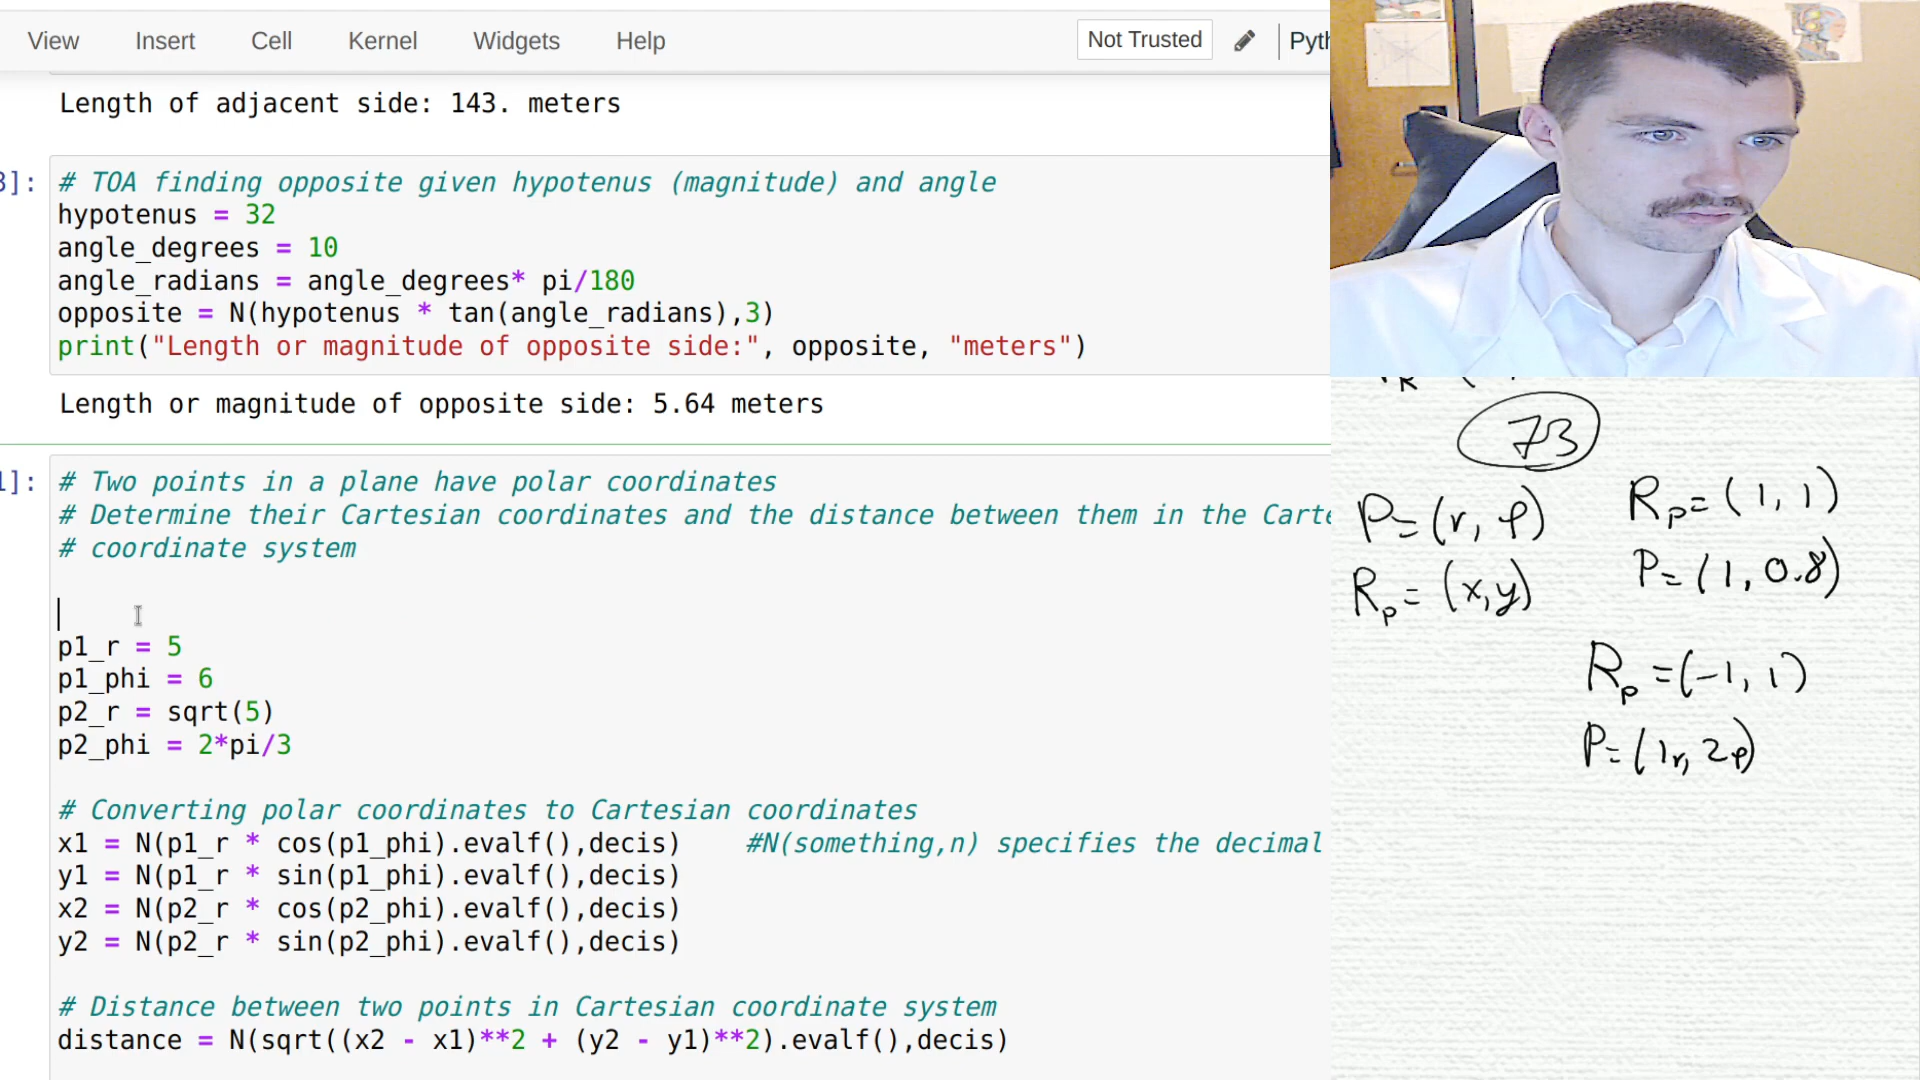 View Insert Cell Kernel Widgets Help Not Trusted Pyth
Length of adjacent side: 143. meters
3]:
# TOA finding opposite given hypotenus (magnitude) and angle
hypotenus = 32
angle_degrees = 10
angle_radians = angle_degrees* pi/180
opposite = N(hypotenus * tan(angle_radians),3)
print("Length or magnitude of opposite side:", opposite, "meters")
Length or magnitude of opposite side: 5.64 meters
1]:
# Two points in a plane have polar coordinates
# Determine their Cartesian coordinates and the distance between them in the Carte
# coordinate system
p1_r = 5
p1_phi = 6
p2_r = sqrt(5)
p2_phi = 2*pi/3
# Converting polar coordinates to Cartesian coordinates
x1 = N(p1_r * cos(p1_phi).evalf(),decis) #N(something,n) specifies the decimal
y1 = N(p1_r * sin(p1_phi).evalf(),decis)
x2 = N(p2_r * cos(p2_phi).evalf(),decis)
y2 = N(p2_r * sin(p2_phi).evalf(),decis)
# Distance between two points in Cartesian coordinate system
distance = N(sqrt((x2 - x1)**2 + (y2 - y1)**2).evalf(),decis)
73
P=(r, φ)
Rp=(x,y)
Rp=(1,1)
P=(1,0.8)
Rp=(-1,1)
P=(1r,2φ)